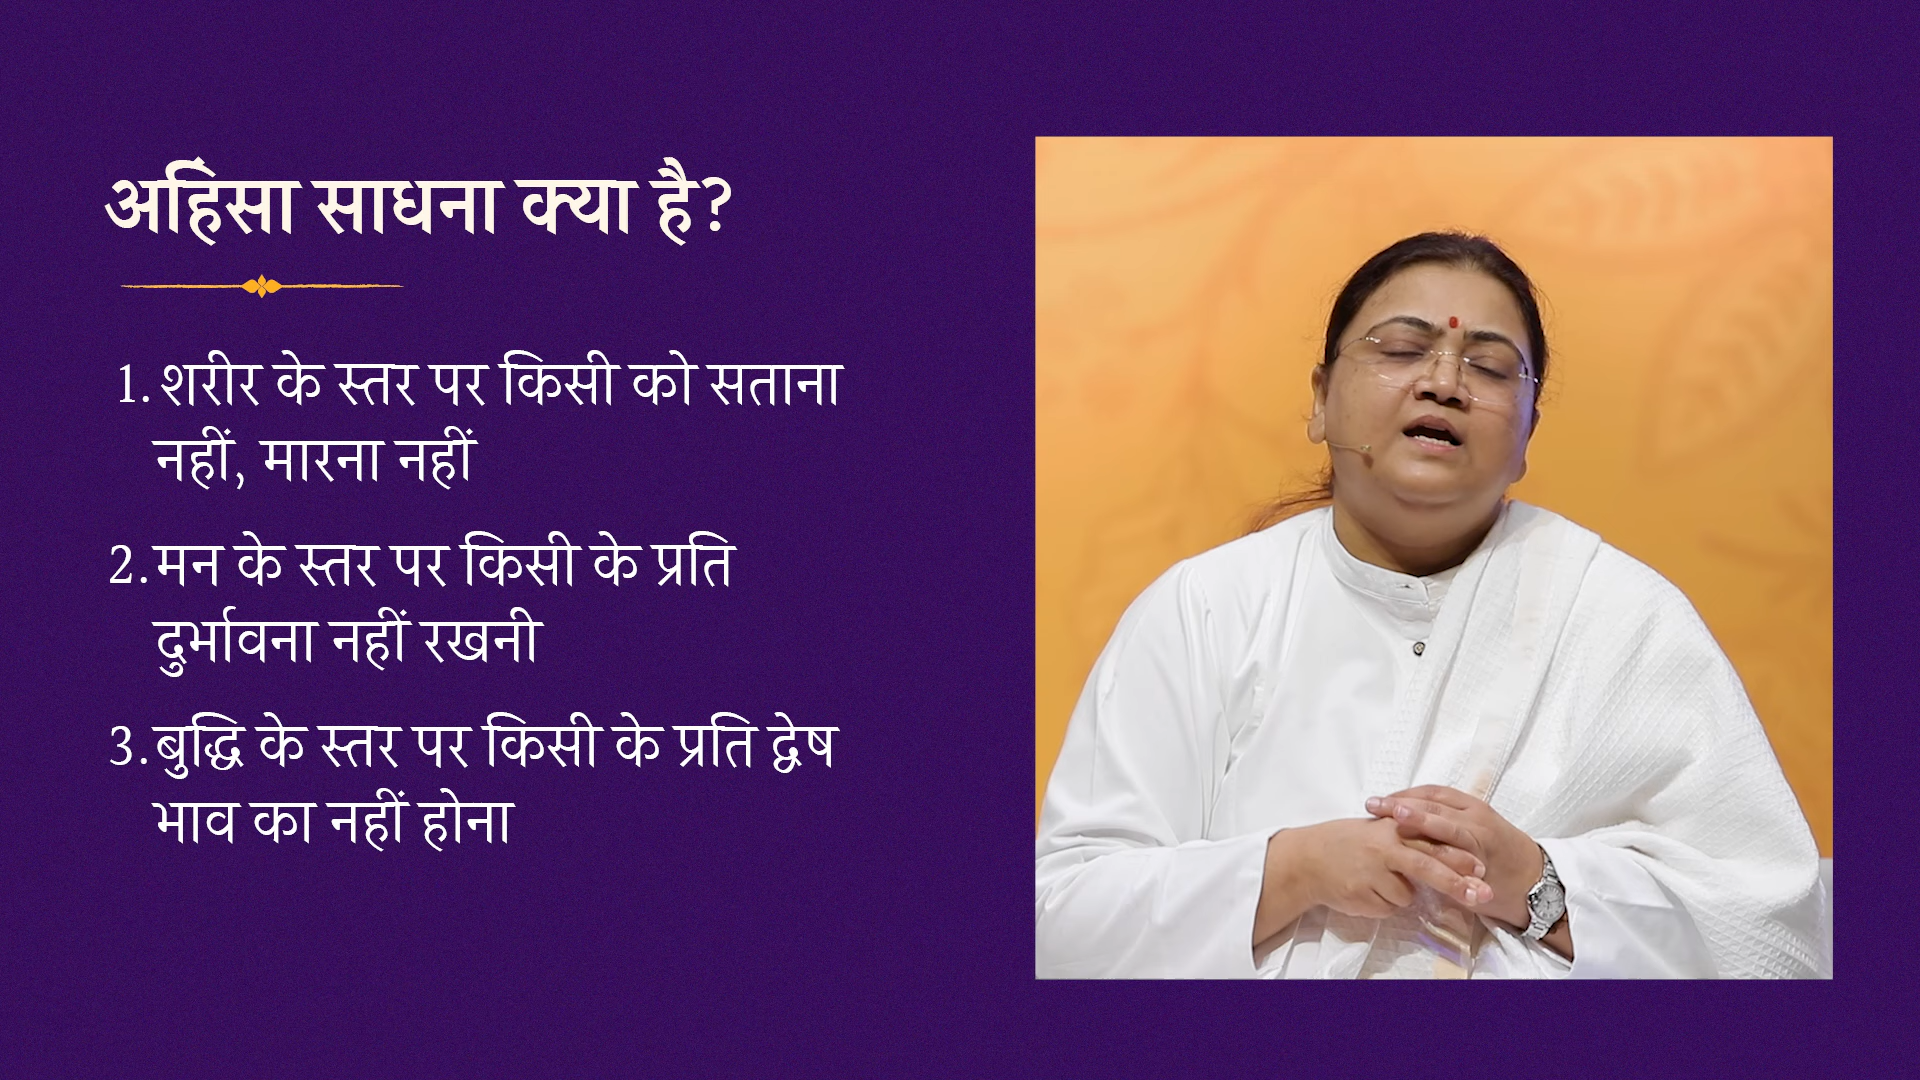 अहिंसा साधना क्या है?
1. शरीर के स्तर पर किसी को सताना
नहीं, मारना नहीं
2. मन के स्तर पर किसी के प्रति
दुर्भावना नहीं रखनी
3. बुद्धि के स्तर पर किसी के प्रति द्वेष
भाव का नहीं होना